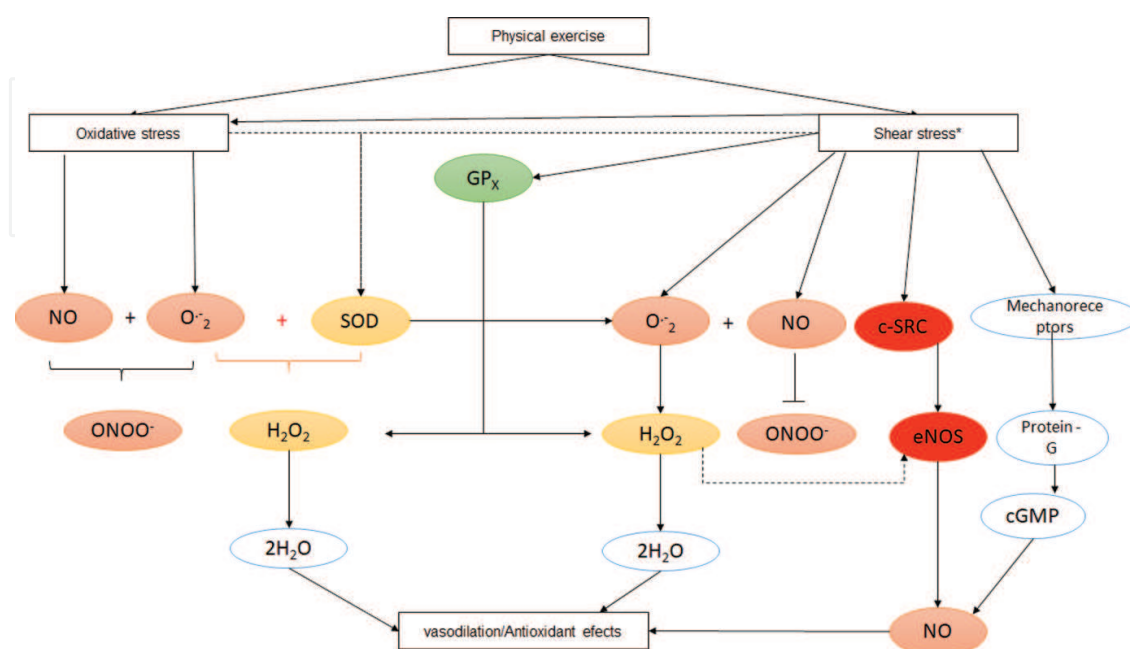 Physical exercise
Oxidative stress
Shear stress*
GPX
NO + O·-2 + SOD
O·-2 + NO
c-SRC
Mechanorece
ptors
ONOO-
H2O2
H2O2
ONOO-
eNOS
Protein -
G
cGMP
2H2O
2H2O
vasodilation/Antioxidant efects
NO